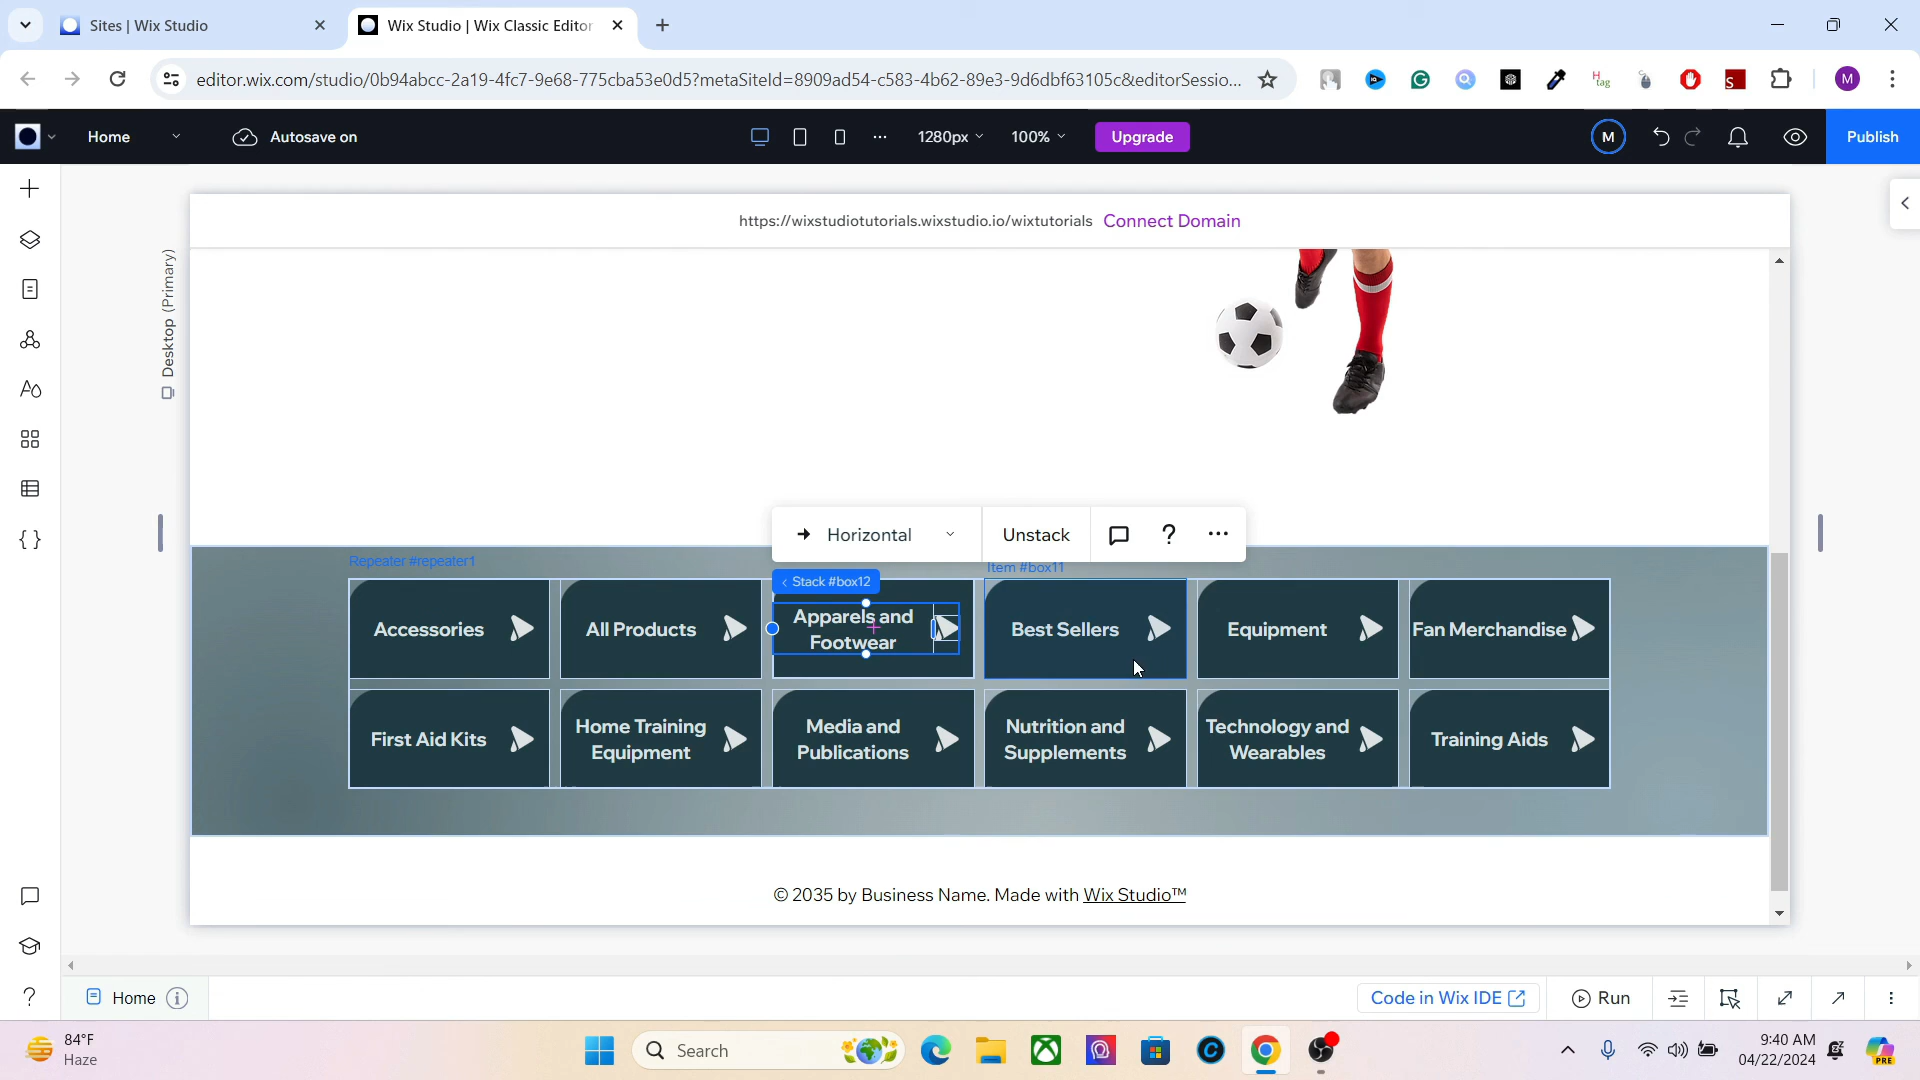 Sites | Wix Studio
Wix Studio | Wix Classic Editor
editor.wix.com/studio/0b94abcc-2a19-4fc7-9e68-775cba53e0d5?metaSiteId=8909ad54-c583-4b62-89e3-9d6dbf63105c&editorSessio...
M
Home
Autosave on
1280px
100%
Upgrade
M
Publish
https://wixstudiotutorials.wixstudio.io/wixtutorials Connect Domain
Desktop (Primary)
Horizontal
Unstack
Repeater #repeater1
Item #box11
< Stack #box12
Accessories
All Products
Apparels and
Footwear
Best Sellers
Equipment
Fan Merchandise
First Aid Kits
Home Training
Equipment
Media and
Publications
Nutrition and
Supplements
Technology and
Wearables
Training Aids
© 2035 by Business Name. Made with Wix Studio™
Home
Code in Wix IDE
Run
84°F
Haze
Search
9:40 AM
04/22/2024
PRE